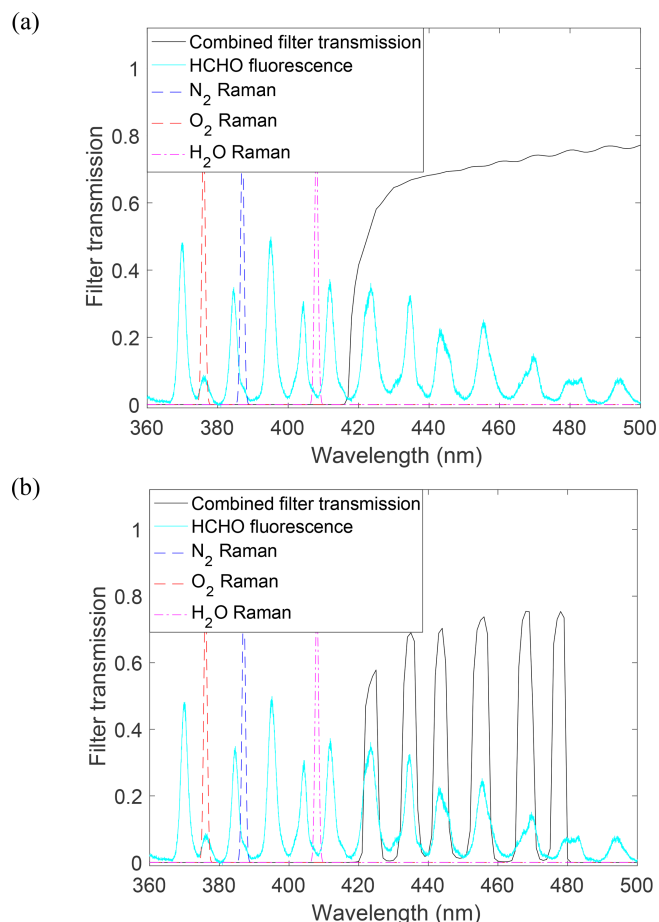 (a)
Combined filter transmission
HCHO fluorescence
N2 Raman
O2 Raman
H2O Raman
Filter transmission
1
0.8
0.6
0.4
0.2
0
360 380 400 420 440 460 480 500
Wavelength (nm)
(b)
Combined filter transmission
HCHO fluorescence
N2 Raman
O2 Raman
H2O Raman
Filter transmission
1
0.8
0.6
0.4
0.2
0
360 380 400 420 440 460 480 500
Wavelength (nm)